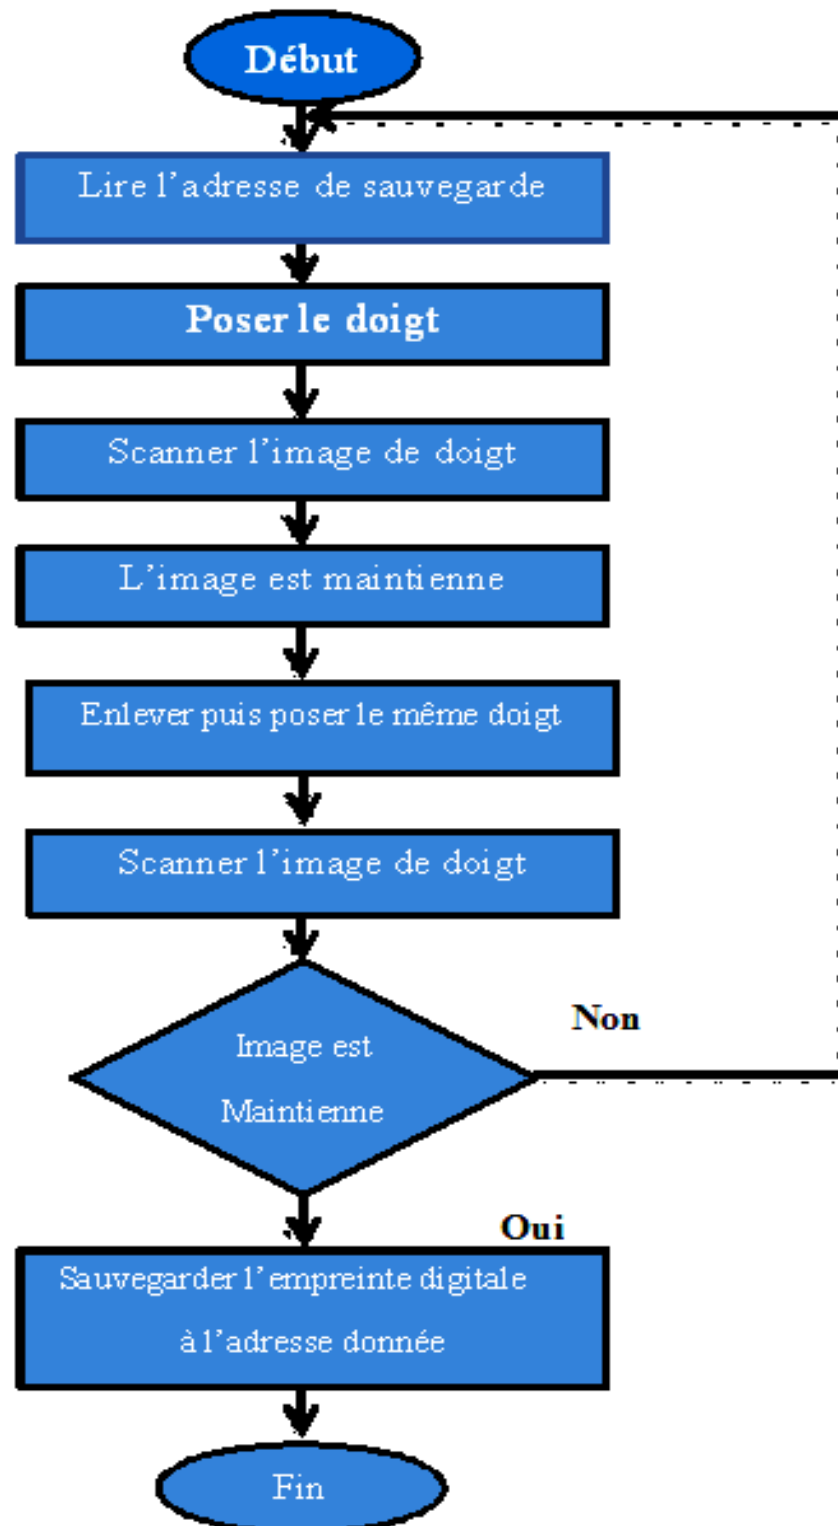 Début
Lire l'adresse de sauvegarde
Poser le doigt
Scanner l'image de doigt
L'image est maintienne
Enlever puis poser le même doigt
Scanner l'image de doigt
Image est
Maintienne
Non
Oui
Sauvegarder l'empreinte digitale
à l'adresse donnée
Fin